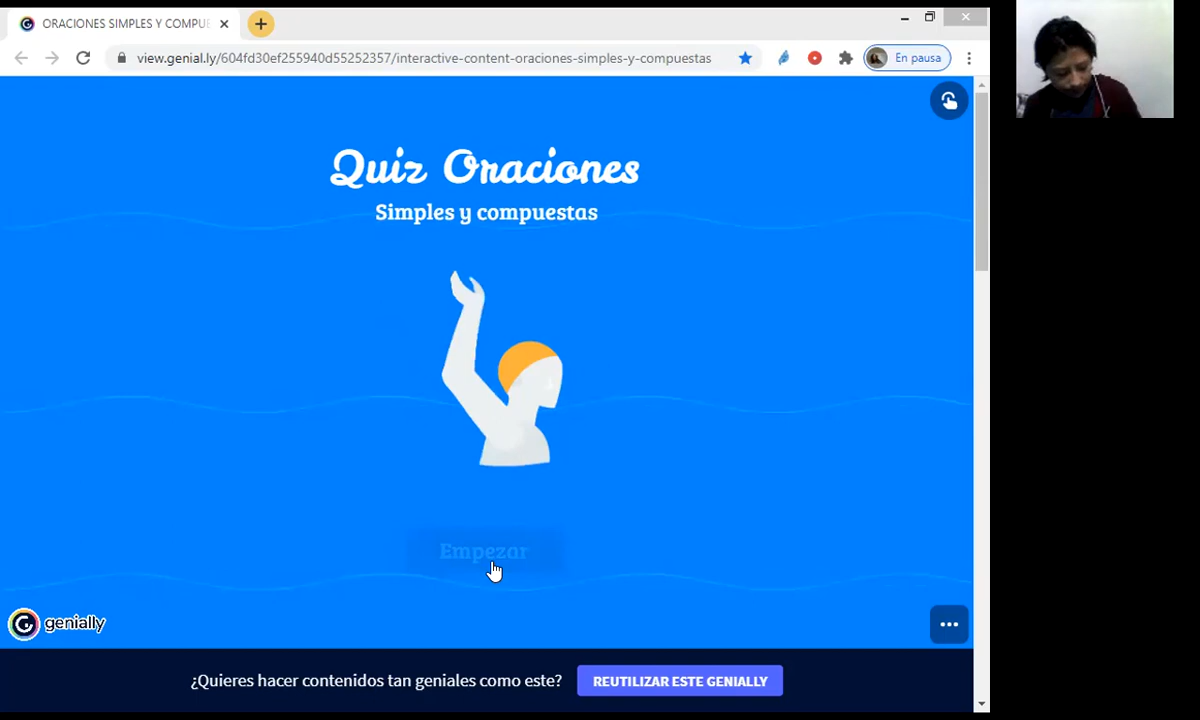 ORACIONES SIMPLES Y COMPUE
view.genial.ly/604fd30ef255940d55252357/interactive-content-oraciones-simples-y-compuestas
En pausa
Quiz Oraciones
Simples y compuestas
Empezar
genially
¿Quieres hacer contenidos tan geniales como este?
REUTILIZAR ESTE GENIALLY